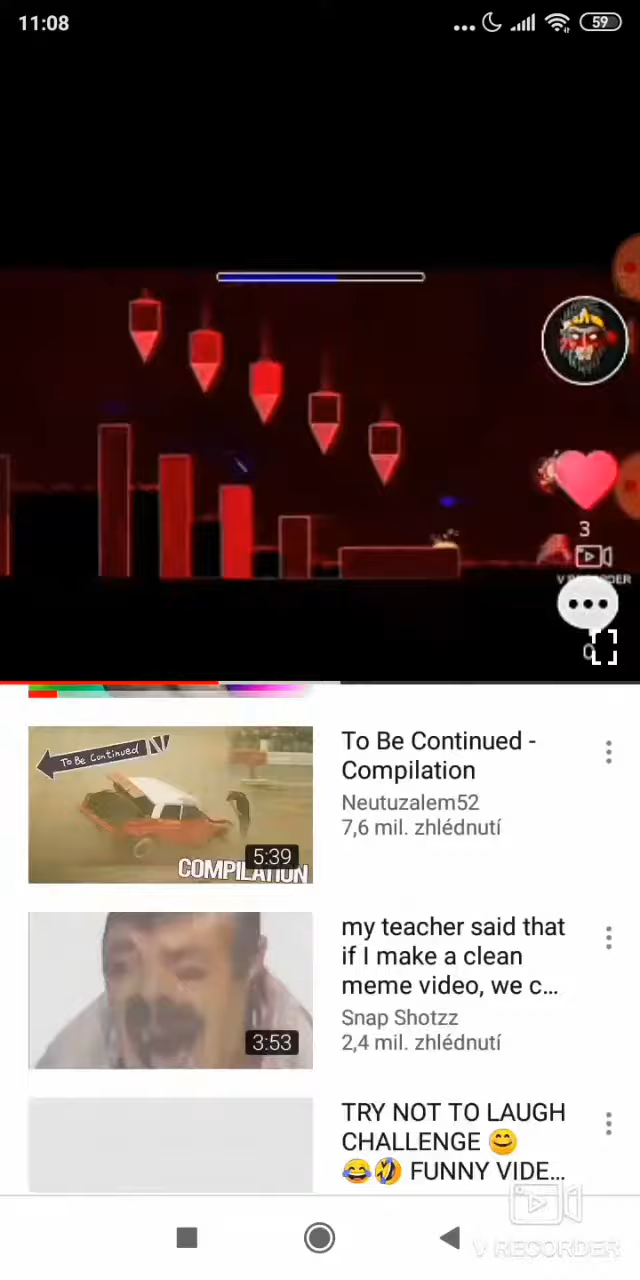 11:08
59
3
V RECORDER
0
To Be Continued
COMPILATION
5:39
To Be Continued -
Compilation
Neutuzalem52
7,6 mil. zhlédnutí
3:53
my teacher said that
if I make a clean
meme video, we c...
Snap Shotzz
2,4 mil. zhlédnutí
TRY NOT TO LAUGH
CHALLENGE 😊
😂🤣 FUNNY VIDE...
V RECORDER